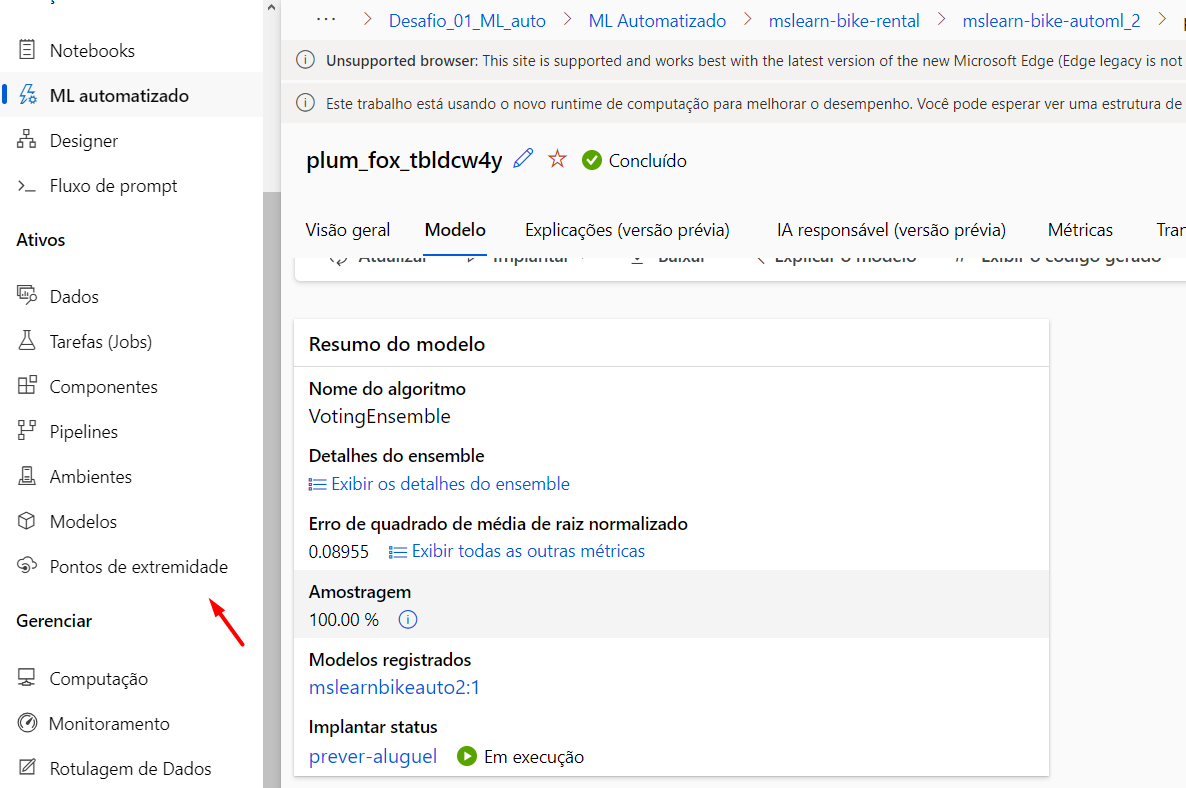 Notebooks
ML automatizado
Designer
Fluxo de prompt
Ativos
Dados
Tarefas (Jobs)
Componentes
Pipelines
Ambientes
Modelos
Pontos de extremidade
Gerenciar
Computação
Monitoramento
Rotulagem de Dados
... > Desafio_01_ML_auto > ML Automatizado > mslearn-bike-rental > mslearn-bike-automl_2 >
Unsupported browser: This site is supported and works best with the latest version of the new Microsoft Edge (Edge legacy is not
Este trabalho está usando o novo runtime de computação para melhorar o desempenho. Você pode esperar ver uma estrutura de
plum_fox_tbldcw4y Concluído
Visão geral Modelo Explicações (versão prévia) IA responsável (versão prévia) Métricas Tran
Atualizar Implantar Baixar Explicar o modelo Exibir o código gerado
Resumo do modelo
Nome do algoritmo
VotingEnsemble
Detalhes do ensemble
Exibir os detalhes do ensemble
Erro de quadrado de média de raiz normalizado
0.08955 Exibir todas as outras métricas
Amostragem
100.00 %
Modelos registrados
mslearnbikeauto2:1
Implantar status
prever-aluguel Em execução